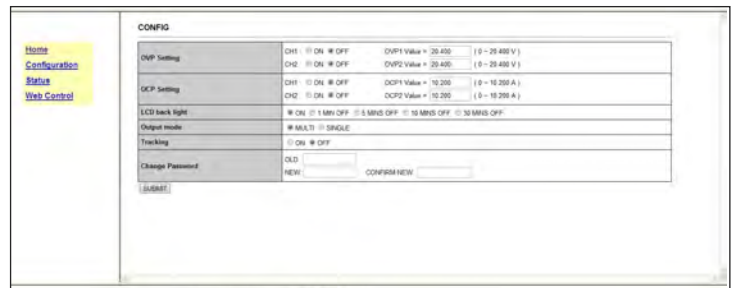 Home
Configuration
Status
Web Control
CONFIG
OVP Setting
CH1 : ON OFF OVP1 Value = 20.400 ( 0 ~ 20.400 V )
CH2 : ON OFF OVP2 Value = 20.400 ( 0 ~ 20.400 V )
OCP Setting
CH1 : ON OFF OCP1 Value = 10.200 ( 0 ~ 10.200 A )
CH2 : ON OFF OCP2 Value = 10.200 ( 0 ~ 10.200 A )
LCD back light
ON 1 MIN OFF 5 MINS OFF 10 MINS OFF 30 MINS OFF
Output mode
MULTI SINGLE
Tracking
ON OFF
Change Password
OLD
NEW CONFIRM NEW
SUBMIT